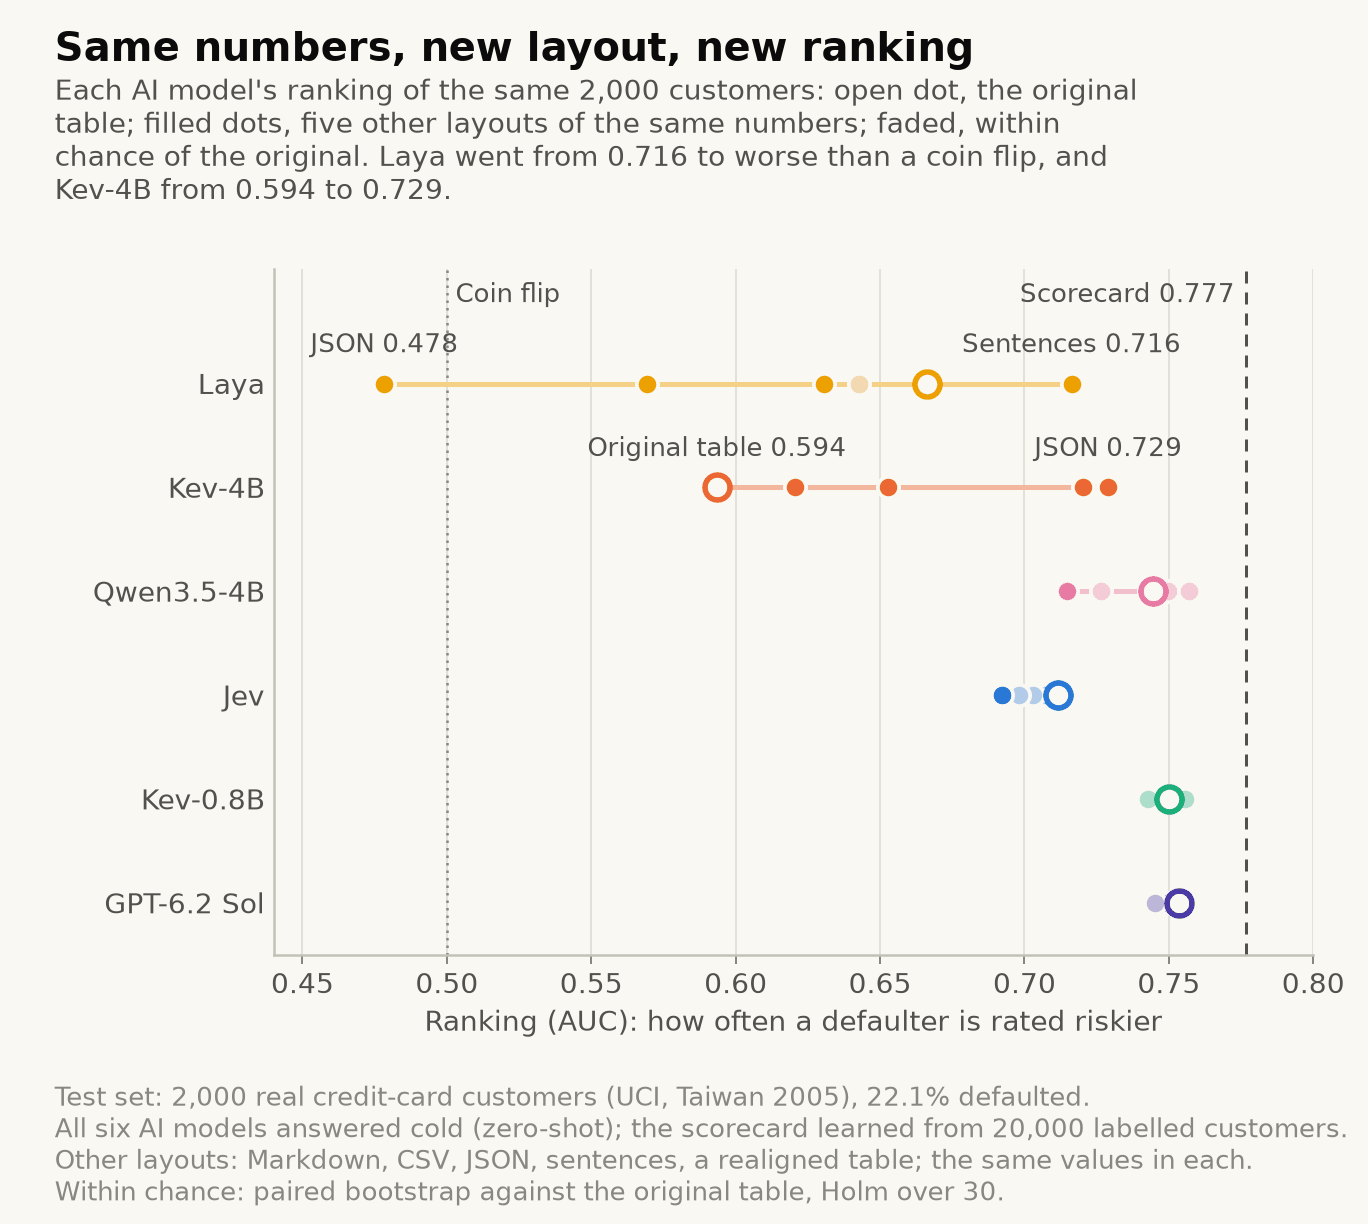 Same numbers, new layout, new ranking
Each AI model's ranking of the same 2,000 customers: open dot, the original
table; filled dots, five other layouts of the same numbers; faded, within
chance of the original. Laya went from 0.716 to worse than a coin flip, and
Kev-4B from 0.594 to 0.729.
Coin flip
Scorecard 0.777
JSON 0.478
Sentences 0.716
Laya
Original table 0.594
JSON 0.729
Kev-4B
Qwen3.5-4B
Jev
Kev-0.8B
GPT-6.2 Sol
0.45 0.50 0.55 0.60 0.65 0.70 0.75 0.80
Ranking (AUC): how often a defaulter is rated riskier
Test set: 2,000 real credit-card customers (UCI, Taiwan 2005), 22.1% defaulted.
All six AI models answered cold (zero-shot); the scorecard learned from 20,000 labelled customers.
Other layouts: Markdown, CSV, JSON, sentences, a realigned table; the same values in each.
Within chance: paired bootstrap against the original table, Holm over 30.